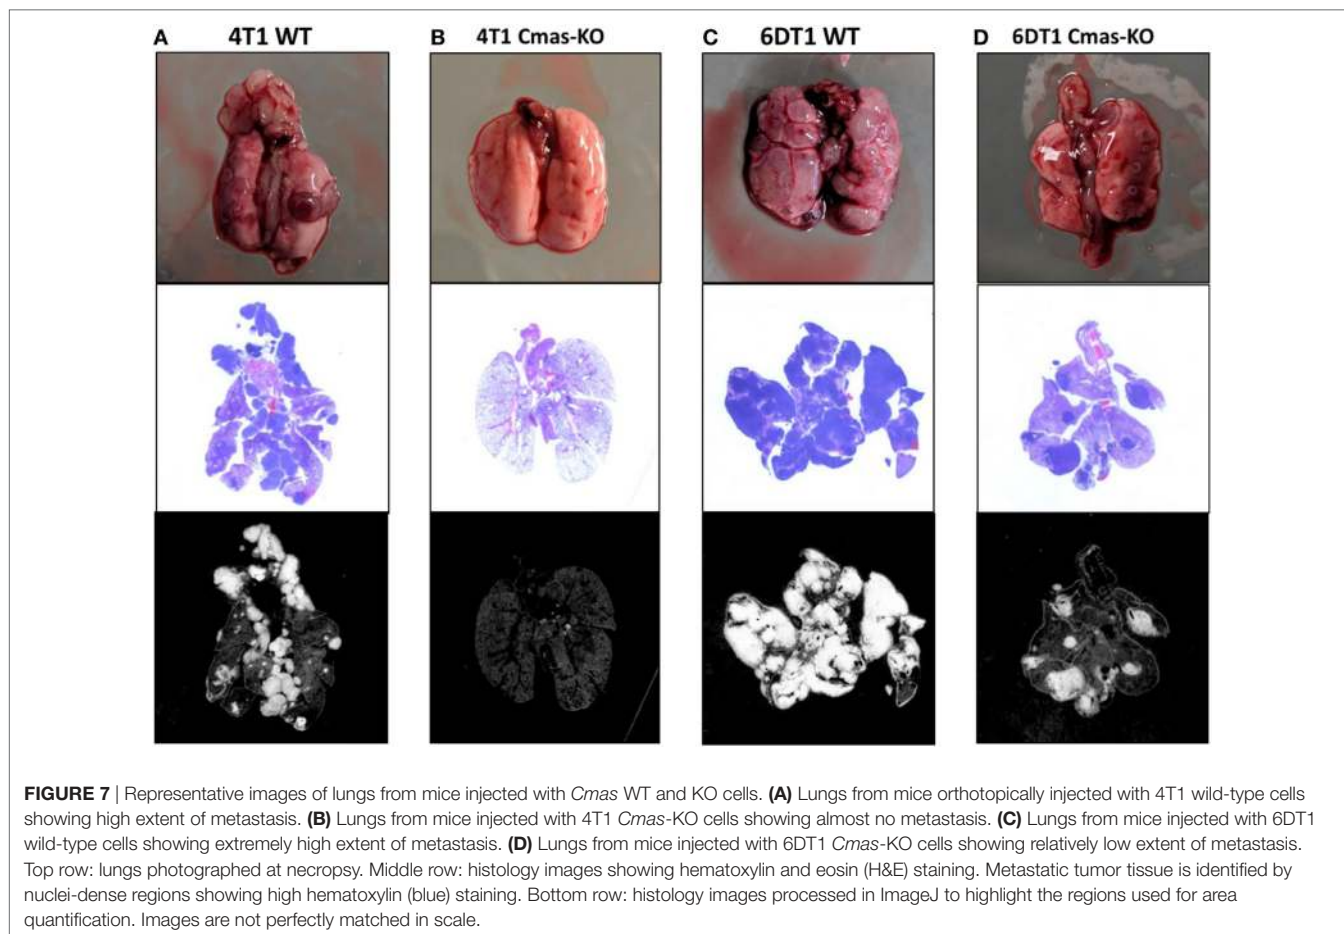 A 4T1 WT B 4T1 Cmas-KO C 6DT1 WT D 6DT1 Cmas-KO
FIGURE 7 | Representative images of lungs from mice injected with Cmas WT and KO cells. (A) Lungs from mice orthotopically injected with 4T1 wild-type cells
showing high extent of metastasis. (B) Lungs from mice injected with 4T1 Cmas-KO cells showing almost no metastasis. (C) Lungs from mice injected with 6DT1
wild-type cells showing extremely high extent of metastasis. (D) Lungs from mice injected with 6DT1 Cmas-KO cells showing relatively low extent of metastasis.
Top row: lungs photographed at necropsy. Middle row: histology images showing hematoxylin and eosin (H&E) staining. Metastatic tumor tissue is identified by
nuclei-dense regions showing high hematoxylin (blue) staining. Bottom row: histology images processed in ImageJ to highlight the regions used for area
quantification. Images are not perfectly matched in scale.